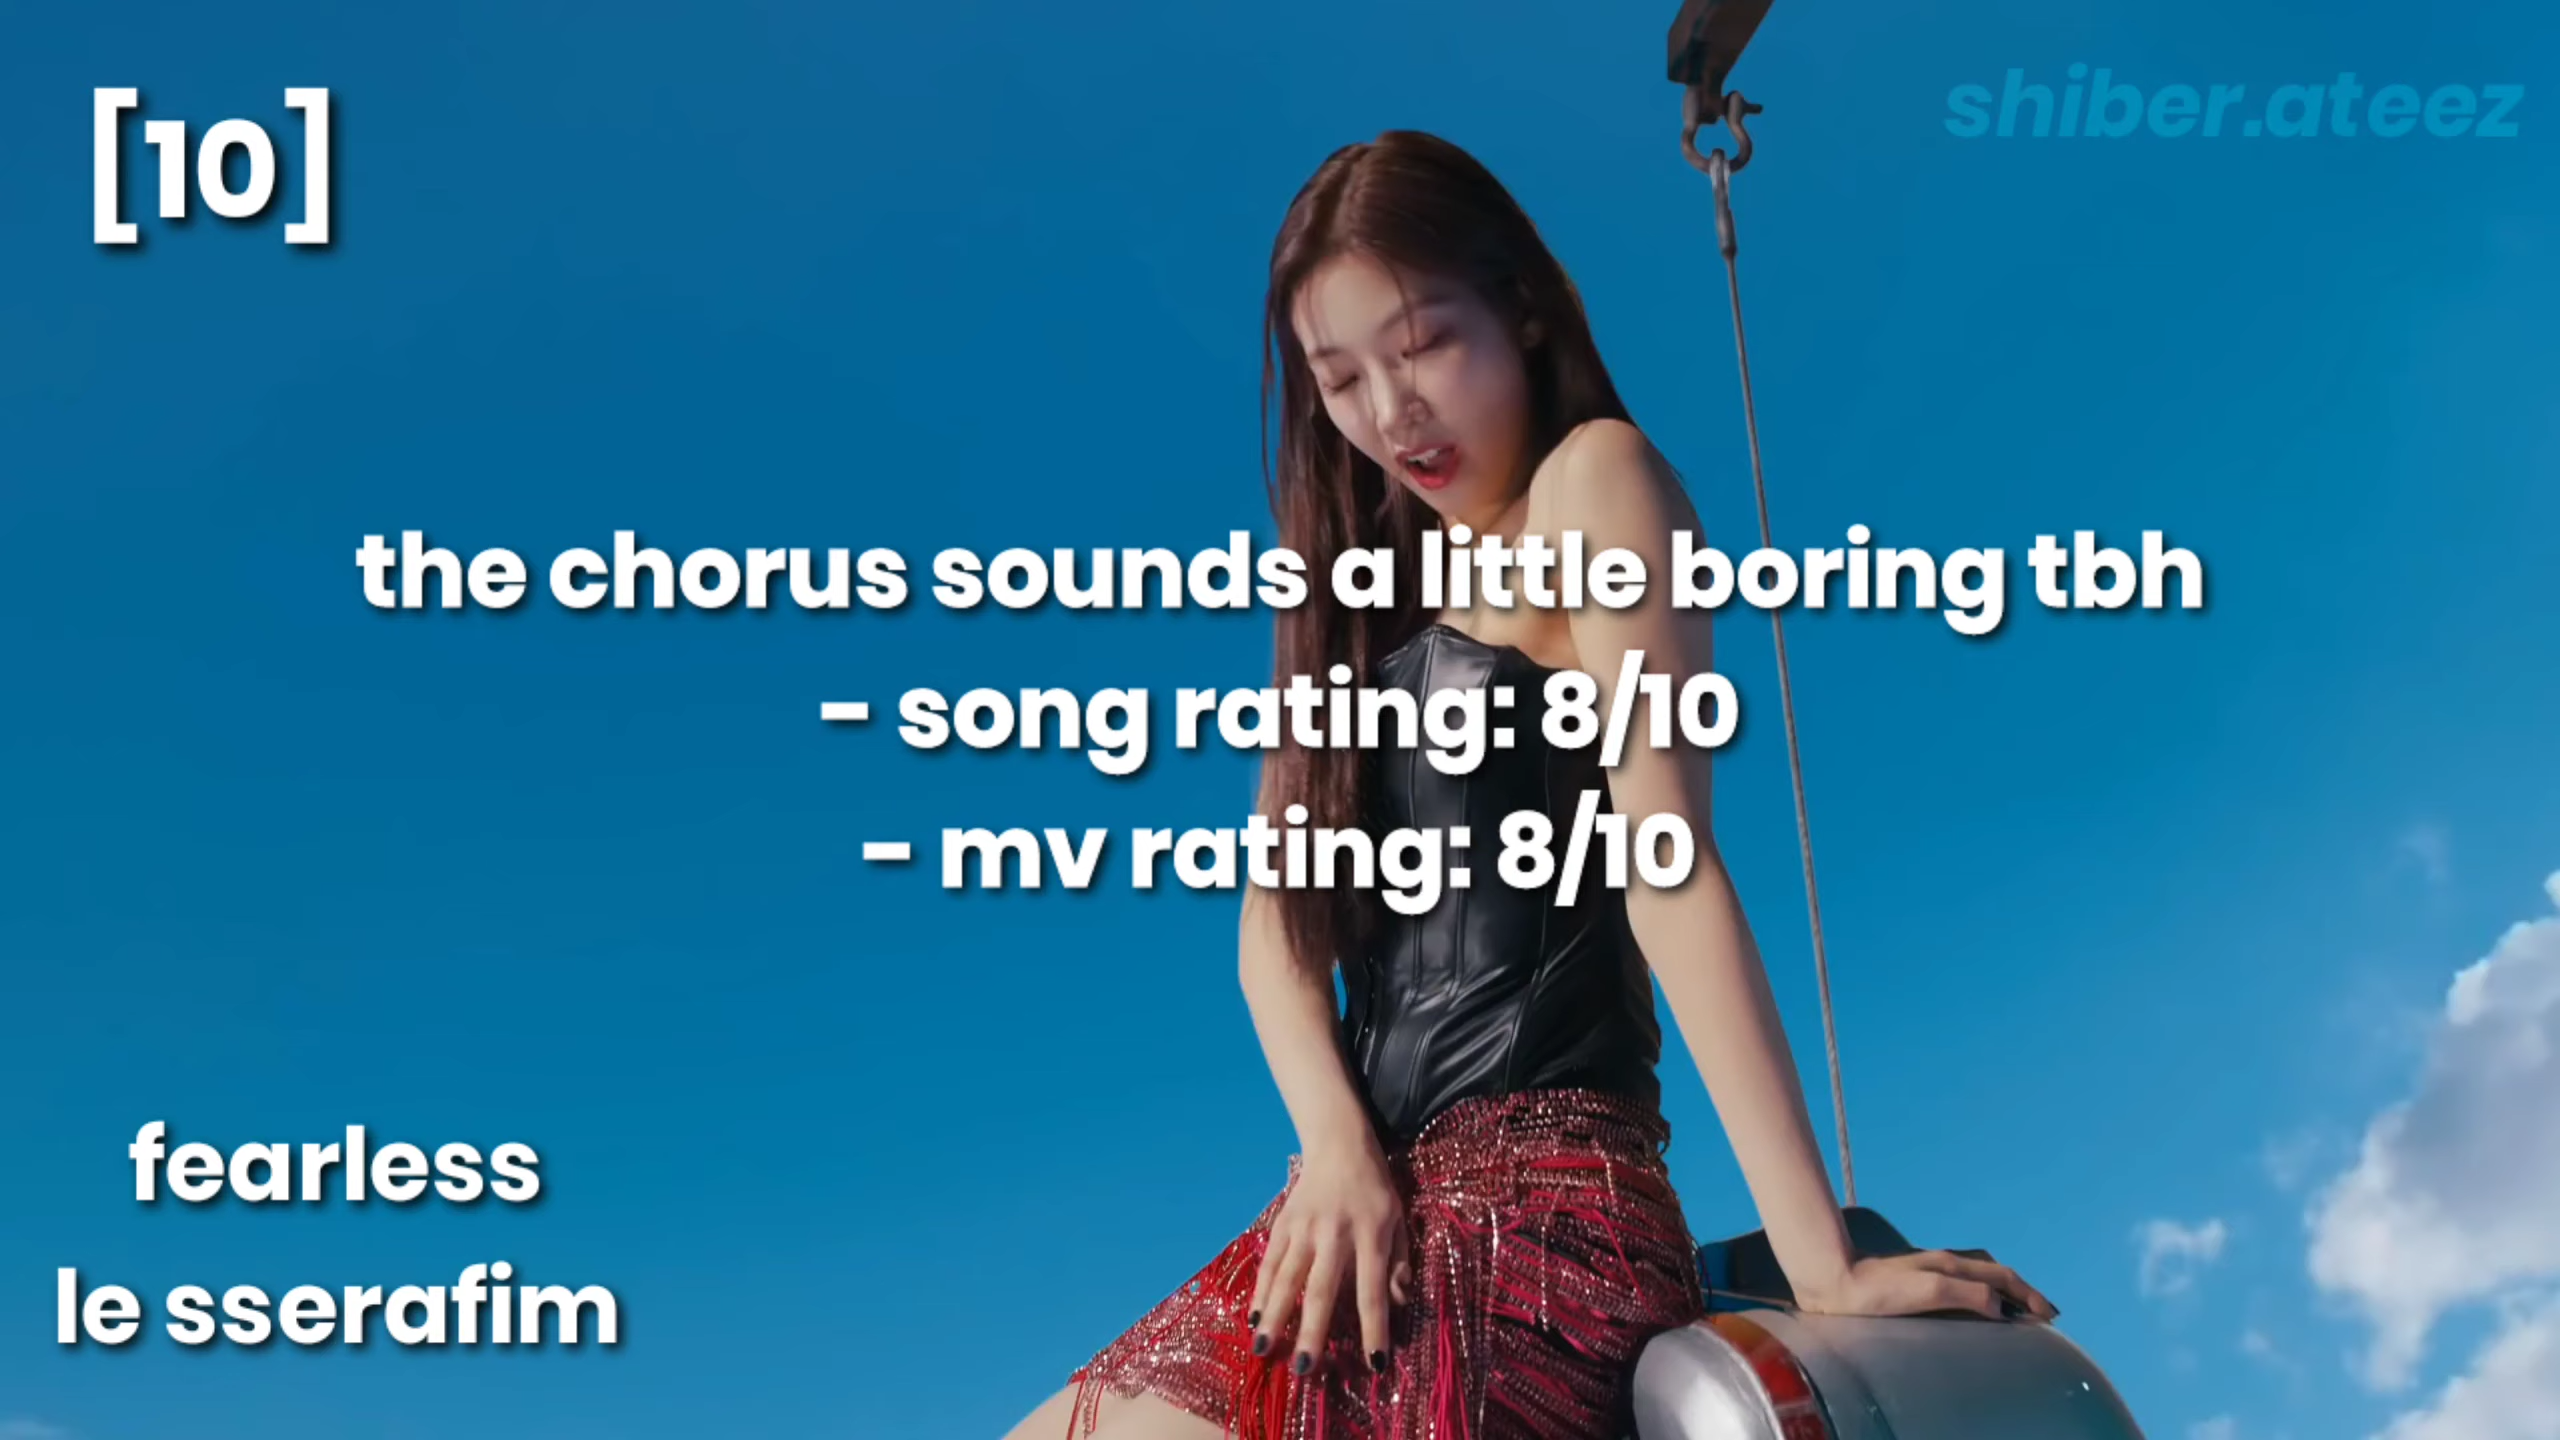 [10]
shiber.ateez
the chorus sounds a little boring tbh
- song rating: 8/10
- mv rating: 8/10
fearless
le sserafim